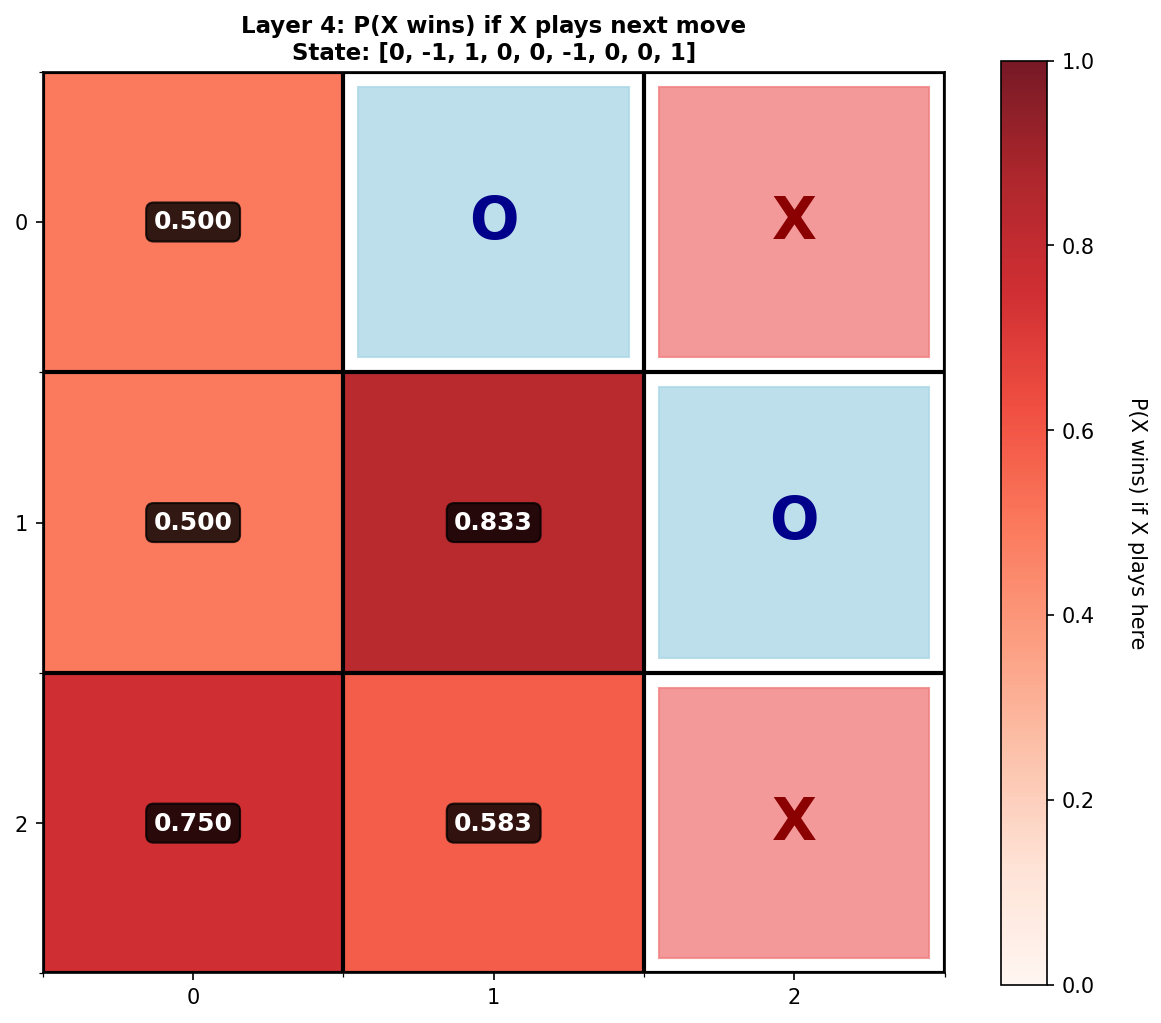 Layer 4: P(X wins) if X plays next move
State: [0, -1, 1, 0, 0, -1, 0, 0, 1]
0
0.500
O
X
1
0.500
0.833
O
2
0.750
0.583
X
0
1
2
1.0
0.8
0.6
0.4
0.2
0.0
P(X wins) if X plays here